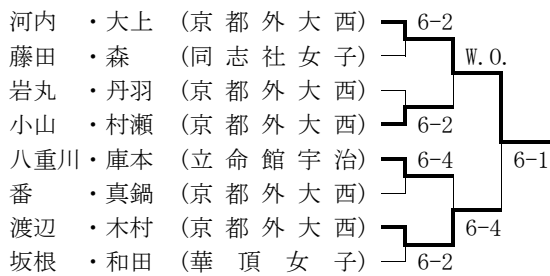 河内 ・大上 (京都外大西) 6-2
藤田 ・森 (同志社女子) W.O.
岩丸 ・丹羽 (京都外大西)
小山 ・村瀬 (京都外大西) 6-2
八重川・庫本 (立命館宇治) 6-4 6-1
番 ・真鍋 (京都外大西)
渡辺 ・木村 (京都外大西) 6-4
坂根 ・和田 (華頂女子) 6-2